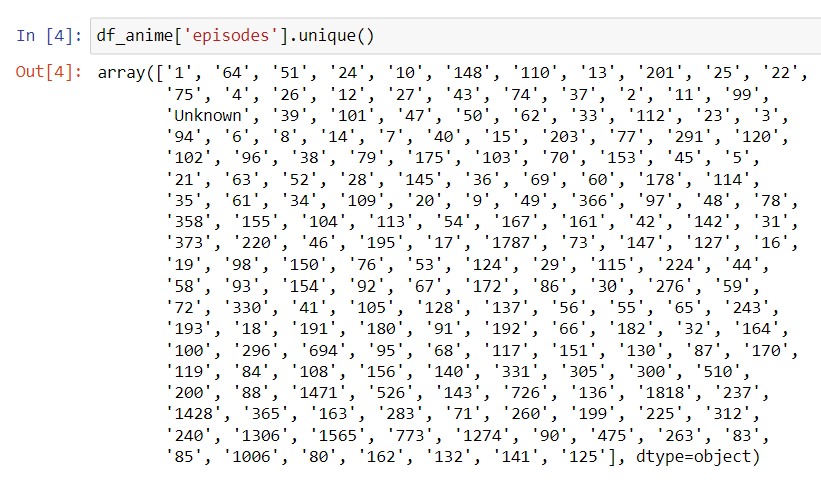 In [4]: df_anime['episodes'].unique()
Out[4]: array(['1', '64', '51', '24', '10', '148', '110', '13', '201', '25', '22',
'75', '4', '26', '12', '27', '43', '74', '37', '2', '11', '99',
'Unknown', '39', '101', '47', '50', '62', '33', '112', '23', '3',
'94', '6', '8', '14', '7', '40', '15', '203', '77', '291', '120',
'102', '96', '38', '79', '175', '103', '70', '153', '45', '5',
'21', '63', '52', '28', '145', '36', '69', '60', '178', '114',
'35', '61', '34', '109', '20', '9', '49', '366', '97', '48', '78',
'358', '155', '104', '113', '54', '167', '161', '42', '142', '31',
'373', '220', '46', '195', '17', '1787', '73', '147', '127', '16',
'19', '98', '150', '76', '53', '124', '29', '115', '224', '44',
'58', '93', '154', '92', '67', '172', '86', '30', '276', '59',
'72', '330', '41', '105', '128', '137', '56', '55', '65', '243',
'193', '18', '191', '180', '91', '192', '66', '182', '32', '164',
'100', '296', '694', '95', '68', '117', '151', '130', '87', '170',
'119', '84', '108', '156', '140', '331', '305', '300', '510',
'200', '88', '1471', '526', '143', '726', '136', '1818', '237',
'1428', '365', '163', '283', '71', '260', '199', '225', '312',
'240', '1306', '1565', '773', '1274', '90', '475', '263', '83',
'85', '1006', '80', '162', '132', '141', '125'], dtype=object)